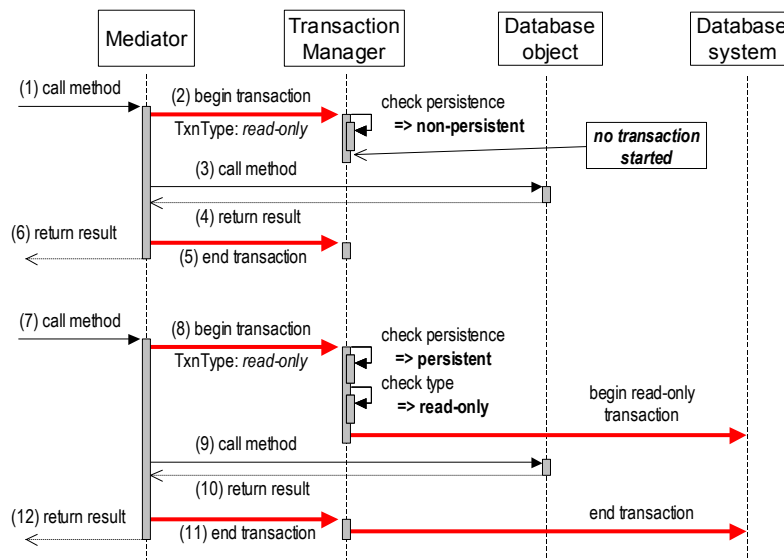 Mediator
Transaction
Manager
Database
object
Database
system
(1) call method
(2) begin transaction
TxnType: read-only
check persistence
=> non-persistent
no transaction
started
(3) call method
(4) return result
(6) return result
(5) end transaction
(7) call method
(8) begin transaction
TxnType: read-only
check persistence
=> persistent
check type
=> read-only
begin read-only
transaction
(9) call method
(10) return result
(12) return result
(11) end transaction
end transaction